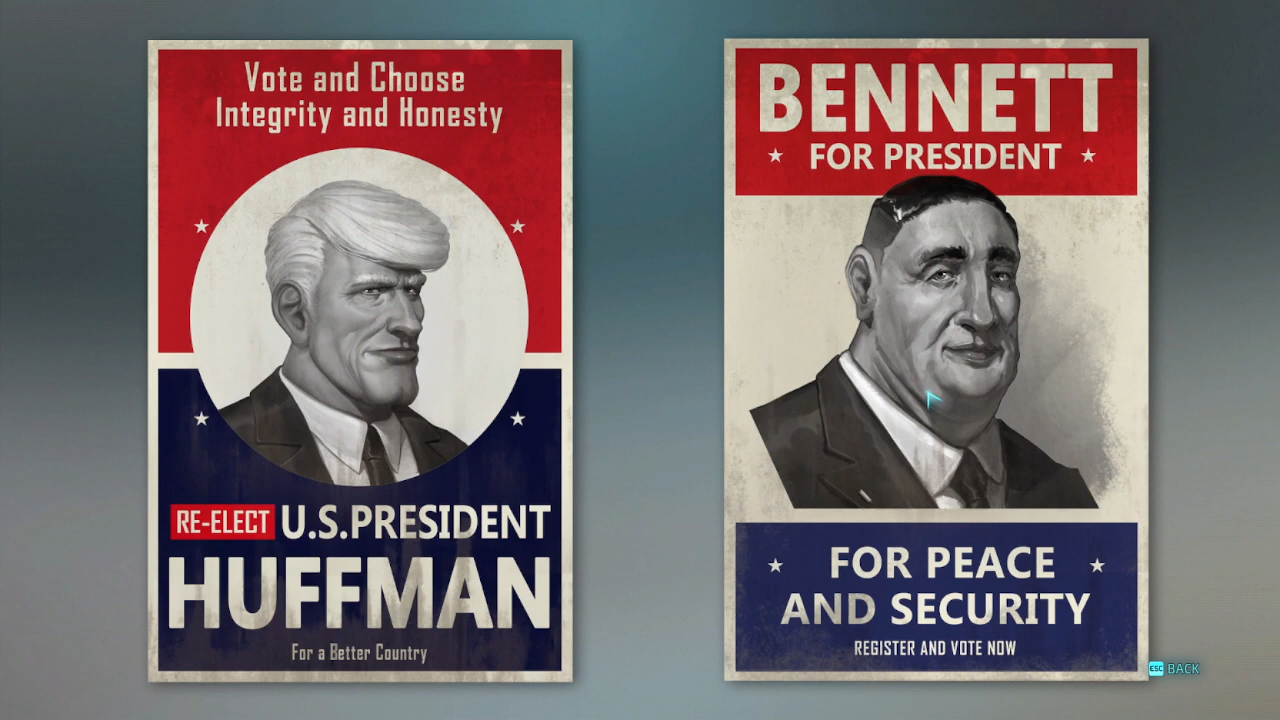 Vote and Choose
Integrity and Honesty
RE-ELECT U.S.PRESIDENT
HUFFMAN
For a Better Country
BENNETT
FOR PRESIDENT
FOR PEACE
AND SECURITY
REGISTER AND VOTE NOW
ESC BACK